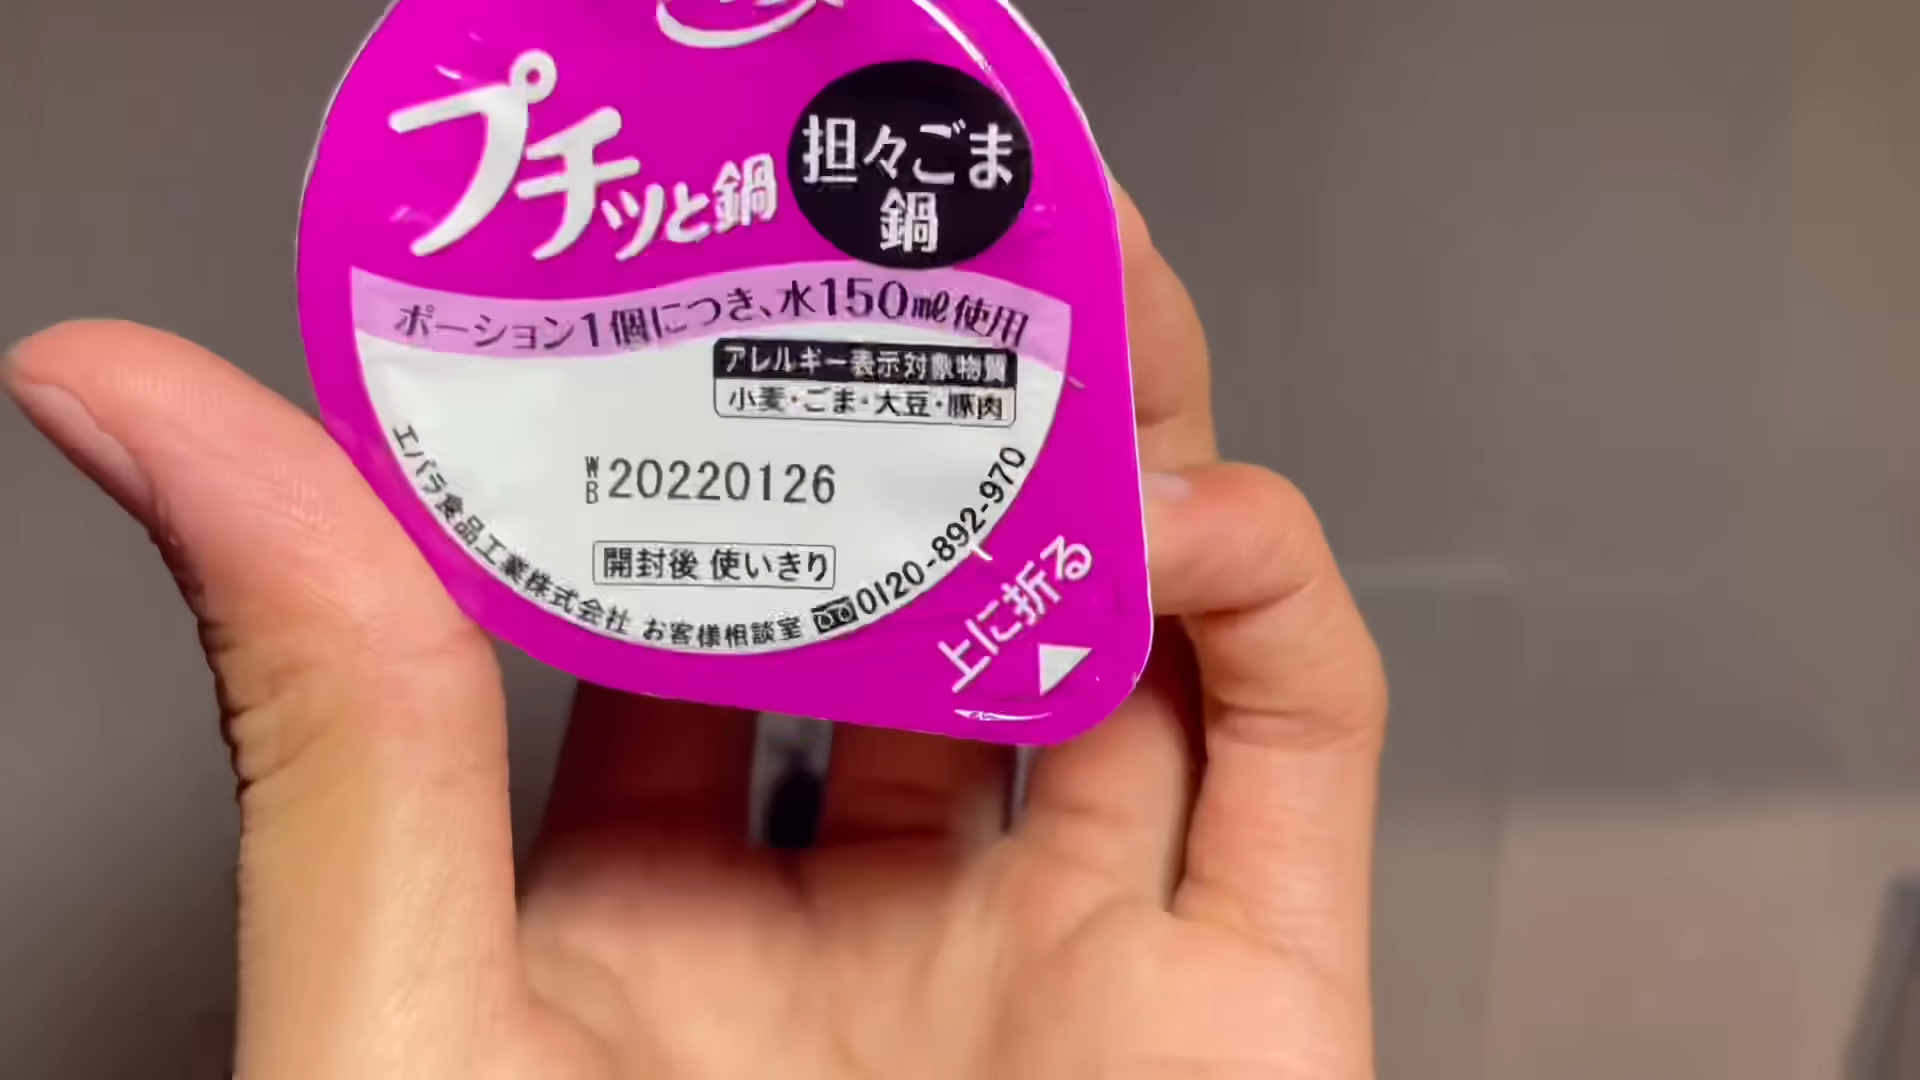 プチッと鍋
担々ごま
鍋
ポーション1個につき、水150ml使用
アレルギー表示対象物質
小麦・ごま・大豆・豚肉
WB 20220126
開封後 使いきり
エバラ食品工業株式会社 お客様相談室 0120-892-970
上に折る